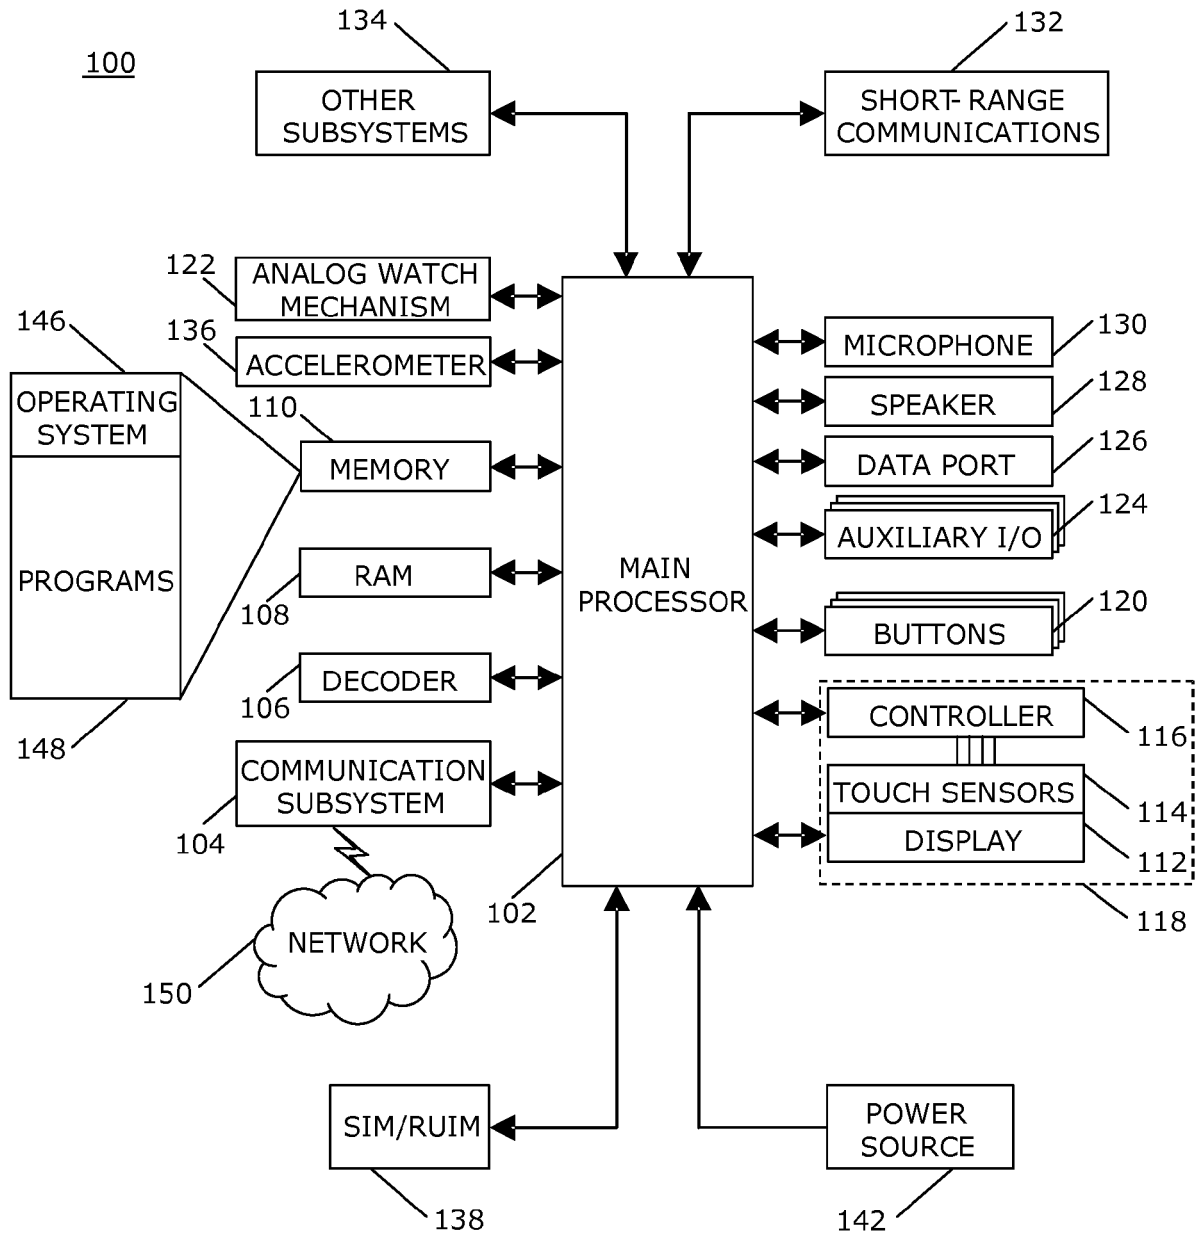 134
132
100
OTHER
SUBSYSTEMS
SHORT-RANGE
COMMUNICATIONS
122
ANALOG WATCH
MECHANISM
146
136
ACCELEROMETER
MICROPHONE
130
OPERATING
SYSTEM
110
SPEAKER
128
MEMORY
DATA PORT
126
124
AUXILIARY I/O
PROGRAMS
RAM
MAIN
PROCESSOR
108
120
BUTTONS
DECODER
106
CONTROLLER
116
148
COMMUNICATION
SUBSYSTEM
TOUCH SENSORS
114
104
DISPLAY
112
102
118
NETWORK
150
SIM/RUIM
POWER
SOURCE
138
142